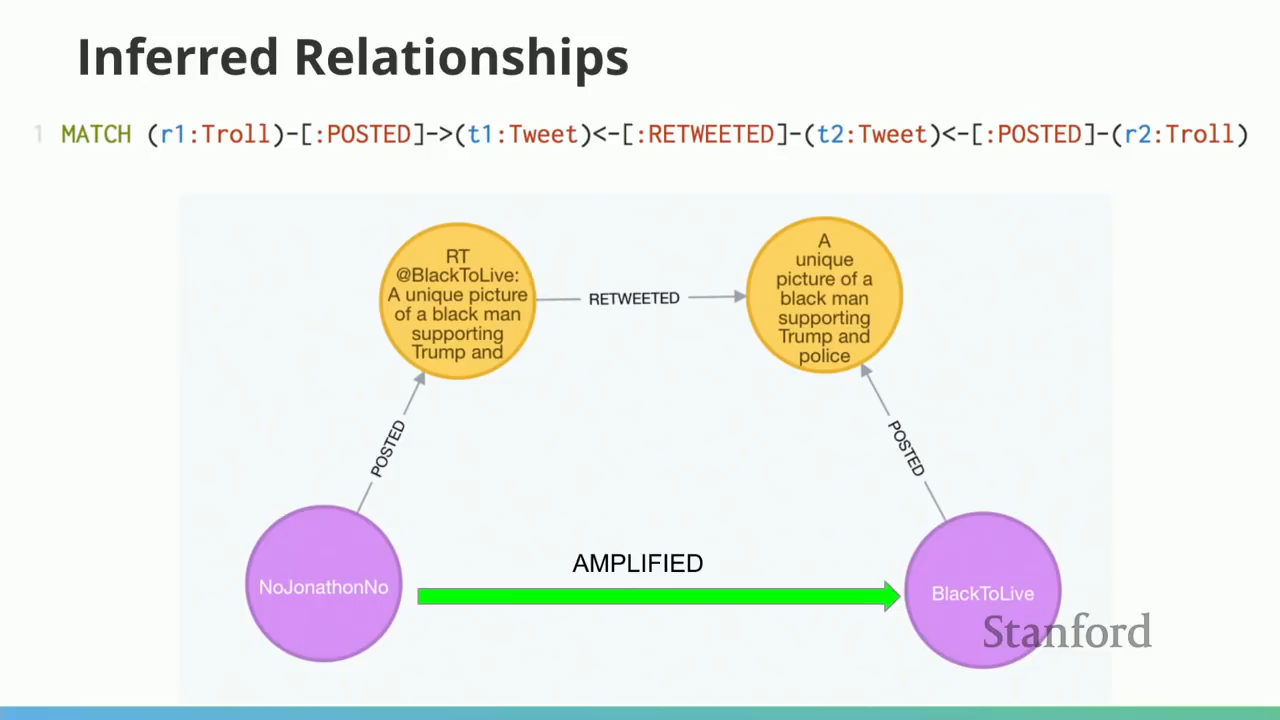 Inferred Relationships
1 MATCH (r1:Troll)-[:POSTED]->(t1:Tweet)<-[:RETWEETED]-(t2:Tweet)<-[:POSTED]-(r2:Troll)
RT
@BlackToLive:
A unique picture
of a black man
supporting
Trump and
RETWEETED
A
unique
picture of a
black man
supporting
Trump and
police
POSTED
POSTED
NoJonathonNo
AMPLIFIED
BlackToLive
Stanford